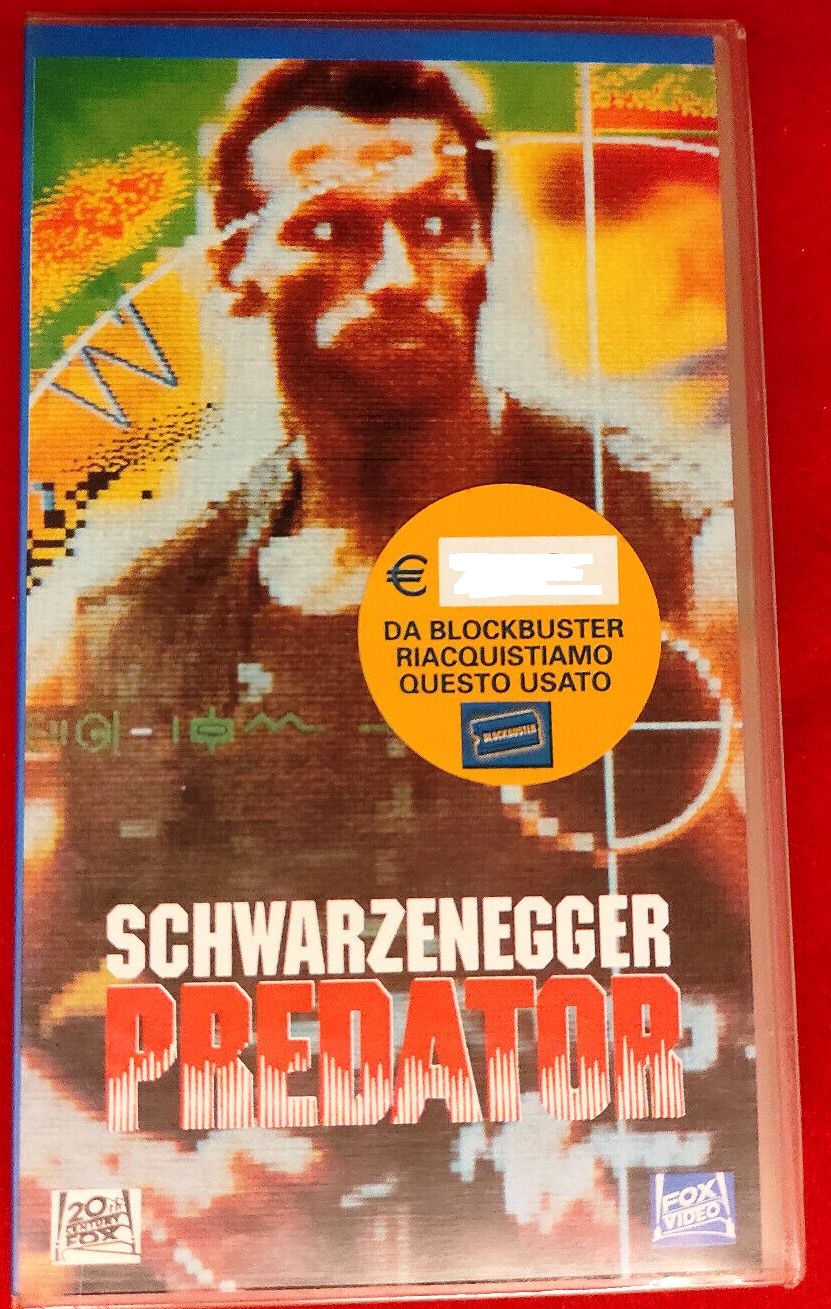 W
€
DA BLOCKBUSTER
RIACQUISTIAMO
QUESTO USATO
BLOCKBUSTER
SCHWARZENEGGER
PREDATOR
20th
CENTURY
FOX
FOX
VIDEO